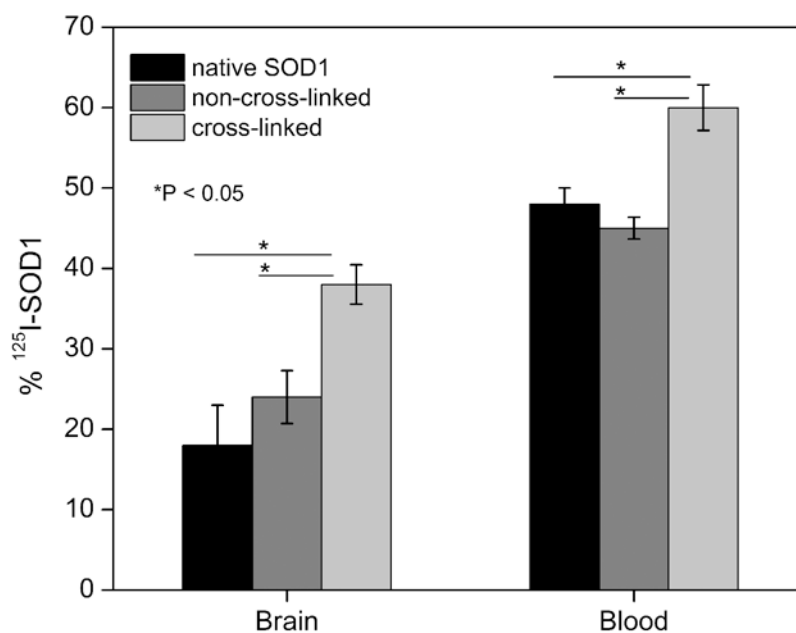 70
60
50
40
30
20
10
0
% ¹²⁵I-SOD1
native SOD1
non-cross-linked
cross-linked
*P < 0.05
*
*
*
*
Brain
Blood